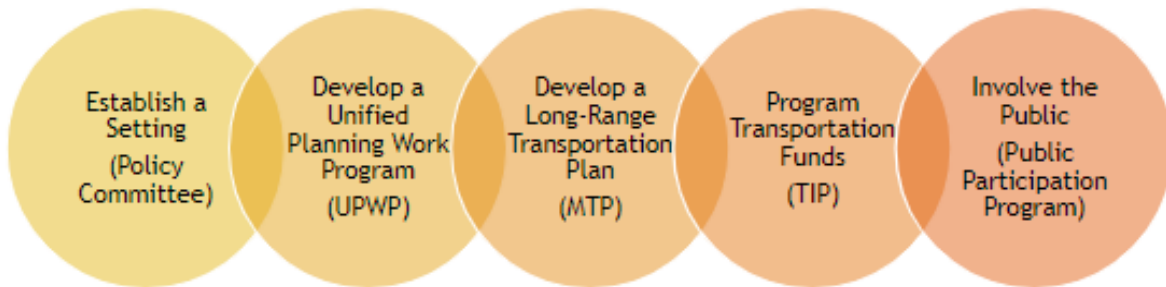 Establish a
Setting
(Policy
Committee)
Develop a
Unified
Planning Work
Program
(UPWP)
Develop a
Long-Range
Transportation
Plan
(MTP)
Program
Transportation
Funds
(TIP)
Involve the
Public
(Public
Participation
Program)